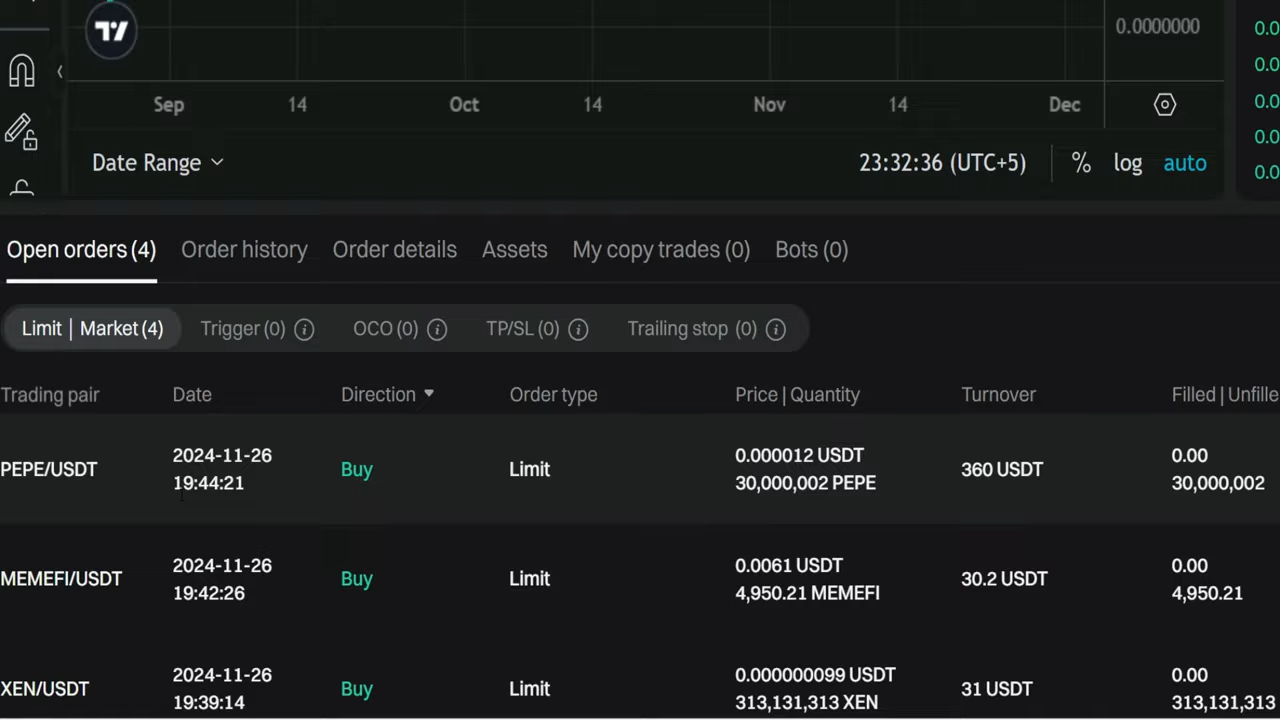 0.0000000
0.0
0.0
0.0
0.0
0.0
Sep 14 Oct 14 Nov 14 Dec
Date Range 23:32:36 (UTC+5) % log auto
Open orders (4) Order history Order details Assets My copy trades (0) Bots (0)
Limit | Market (4) Trigger (0) OCO (0) TP/SL (0) Trailing stop (0)
Trading pair Date Direction Order type Price | Quantity Turnover Filled | Unfille
PEPE/USDT 2024-11-26 19:44:21 Buy Limit 0.000012 USDT 30,000,002 PEPE 360 USDT 0.00 30,000,002
MEMEFI/USDT 2024-11-26 19:42:26 Buy Limit 0.0061 USDT 4,950.21 MEMEFI 30.2 USDT 0.00 4,950.21
XEN/USDT 2024-11-26 19:39:14 Buy Limit 0.000000099 USDT 313,131,313 XEN 31 USDT 0.00 313,131,313